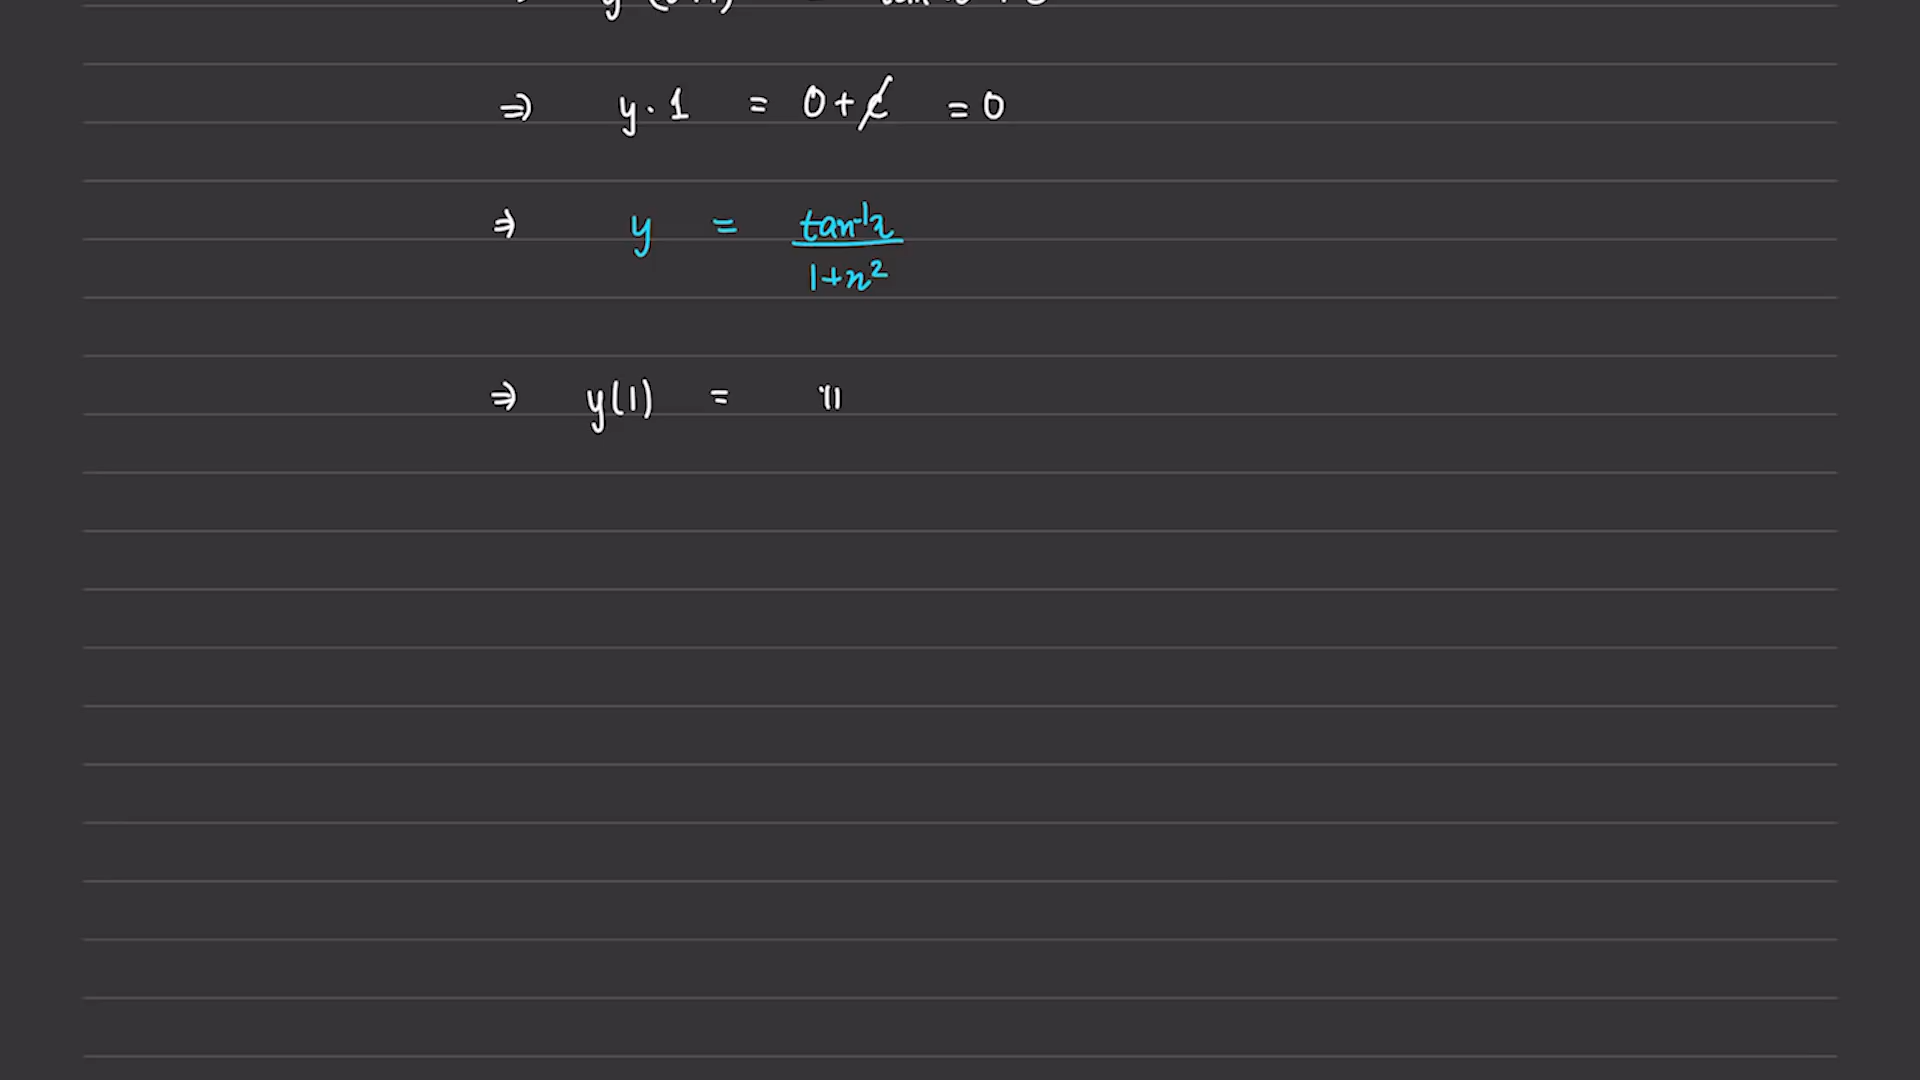 ⇒ y · 1 = 0 + c = 0
⇒ y = tan⁻¹x / 1+x²
⇒ y(1) =